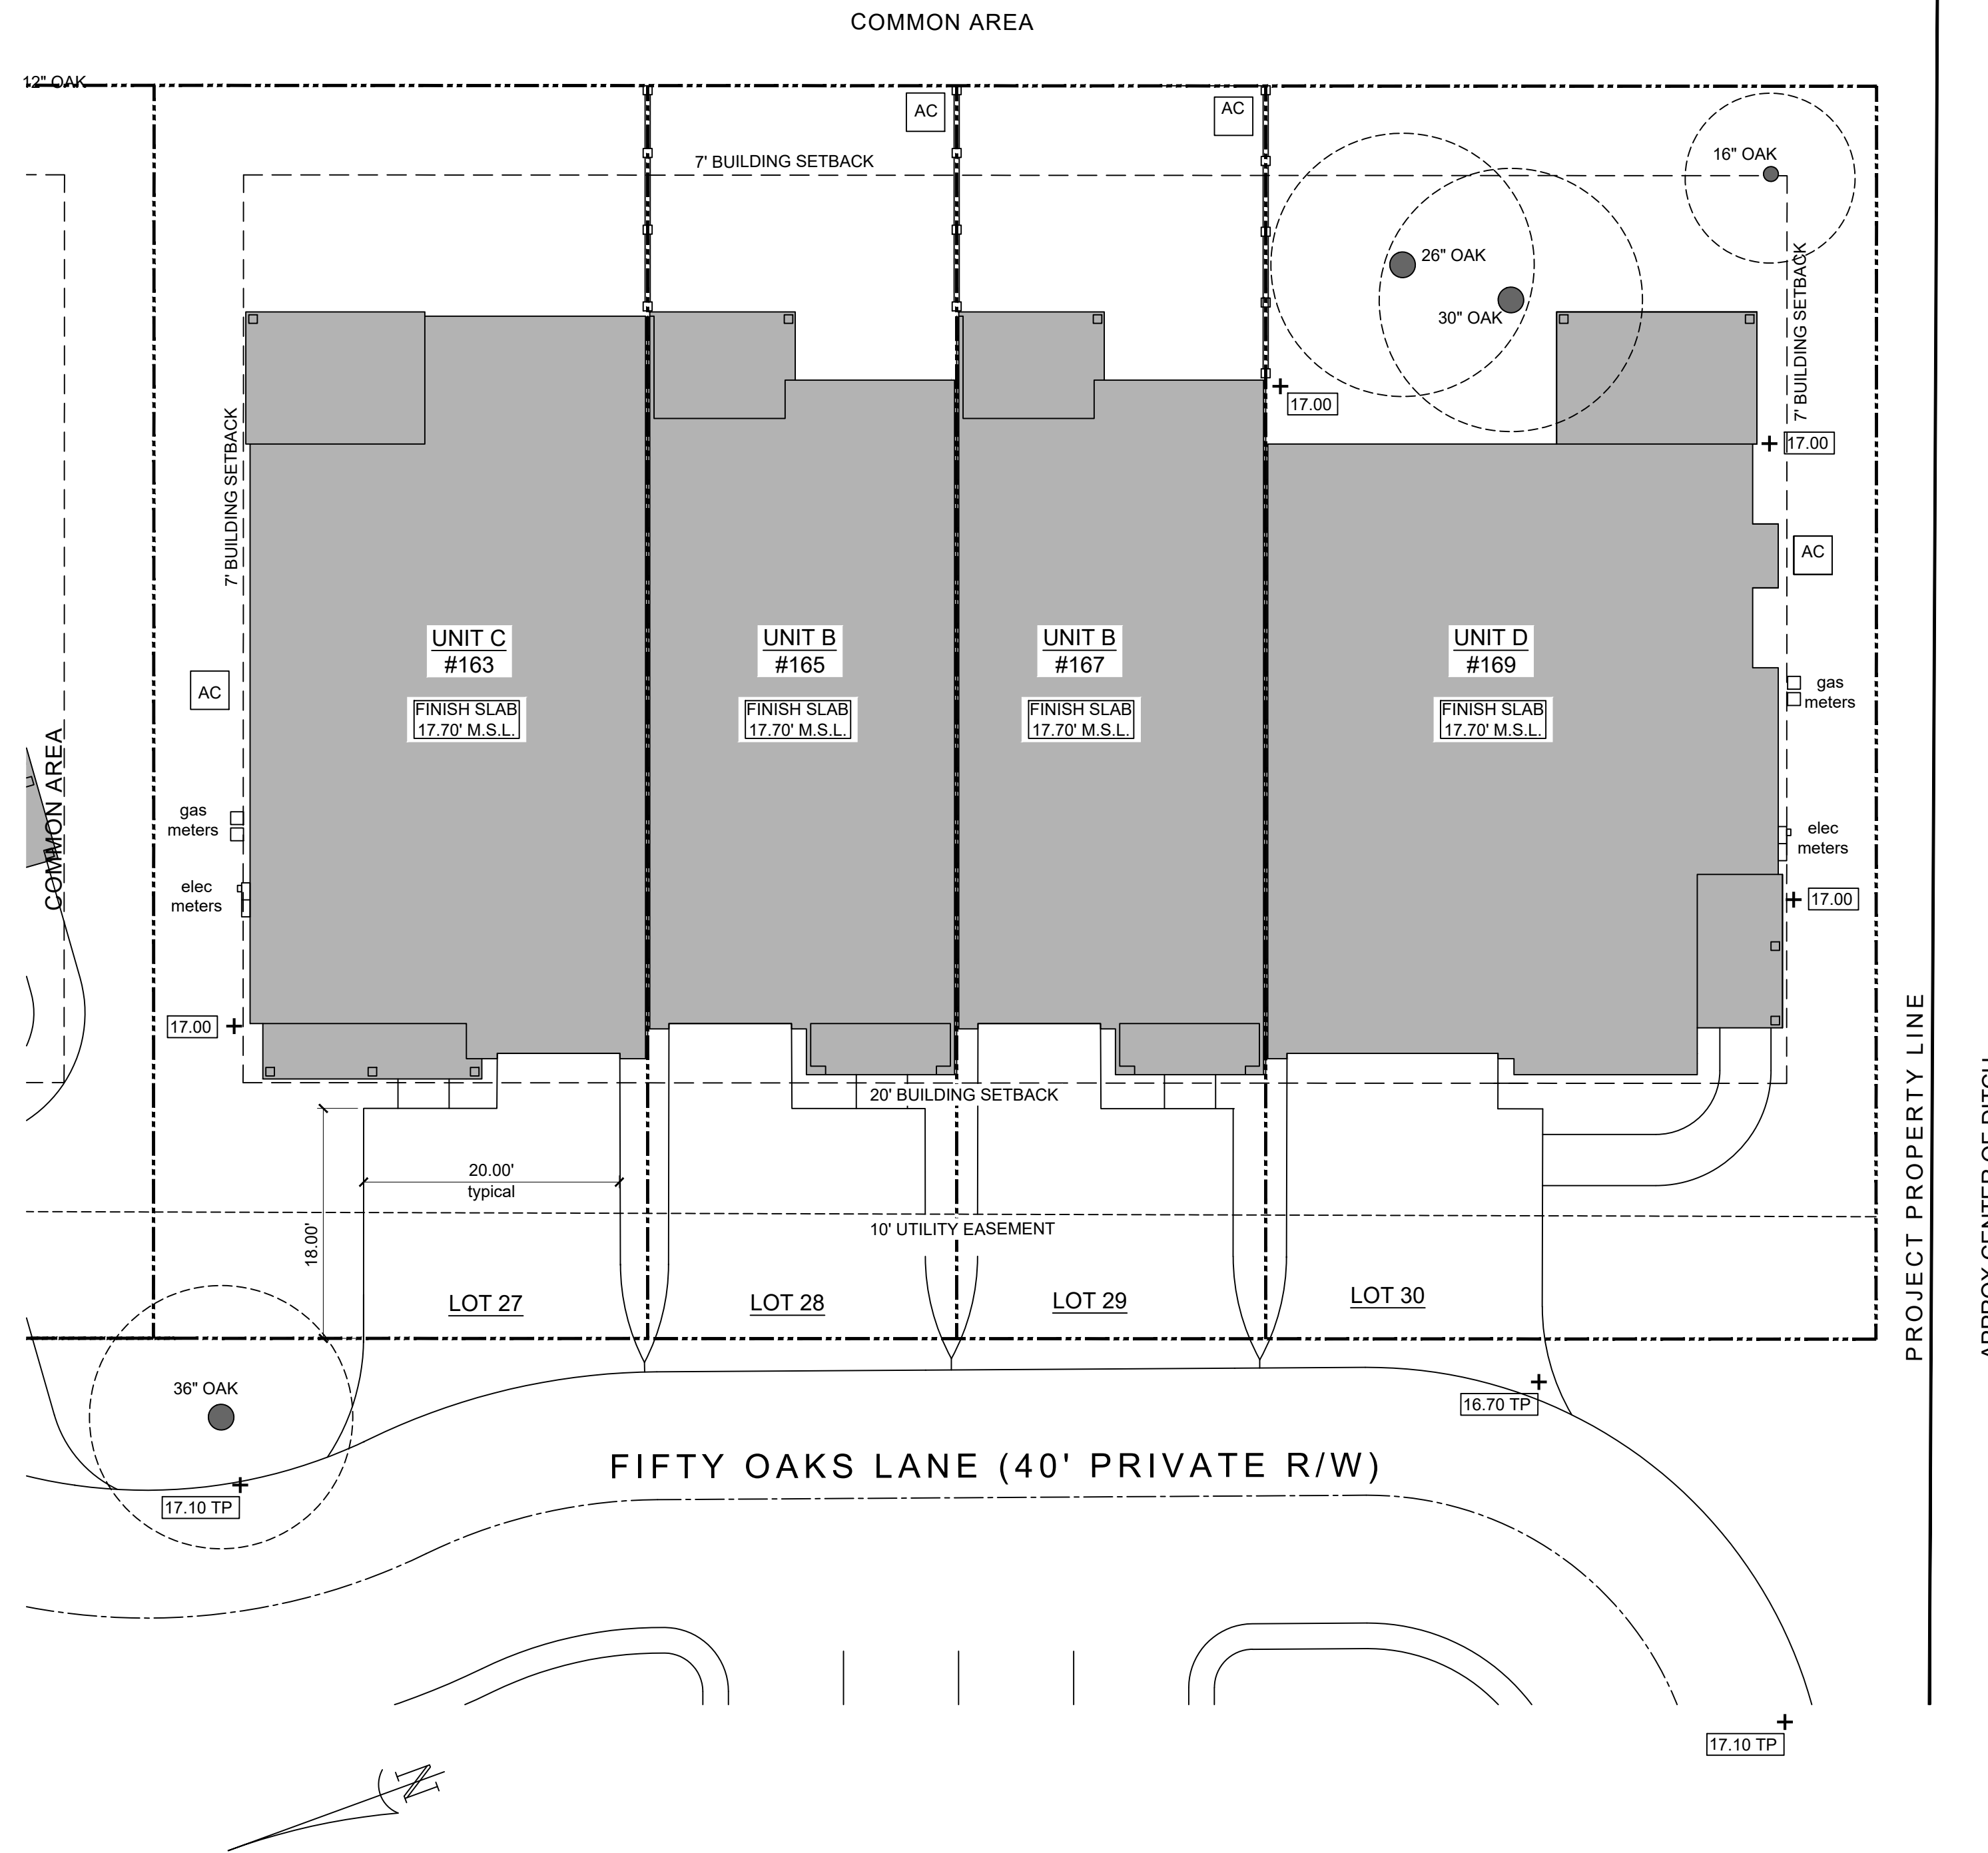 COMMON AREA
12" OAK
AC
AC
7' BUILDING SETBACK
16" OAK
26" OAK
30" OAK
7' BUILDING SETBACK
17.00
17.00
7' BUILDING SETBACK
AC
UNIT C
#163
UNIT B
#165
UNIT B
#167
UNIT D
#169
AC
FINISH SLAB
17.70' M.S.L.
FINISH SLAB
17.70' M.S.L.
FINISH SLAB
17.70' M.S.L.
FINISH SLAB
17.70' M.S.L.
gas
meters
COMMON AREA
gas
meters
elec
meters
elec
meters
17.00
17.00
20' BUILDING SETBACK
PROJECT PROPERTY LINE
APPROX CENTER OF DITCH
20.00'
typical
18.00'
10' UTILITY EASEMENT
LOT 27
LOT 28
LOT 29
LOT 30
36" OAK
16.70 TP
FIFTY OAKS LANE (40' PRIVATE R/W)
17.10 TP
17.10 TP
N